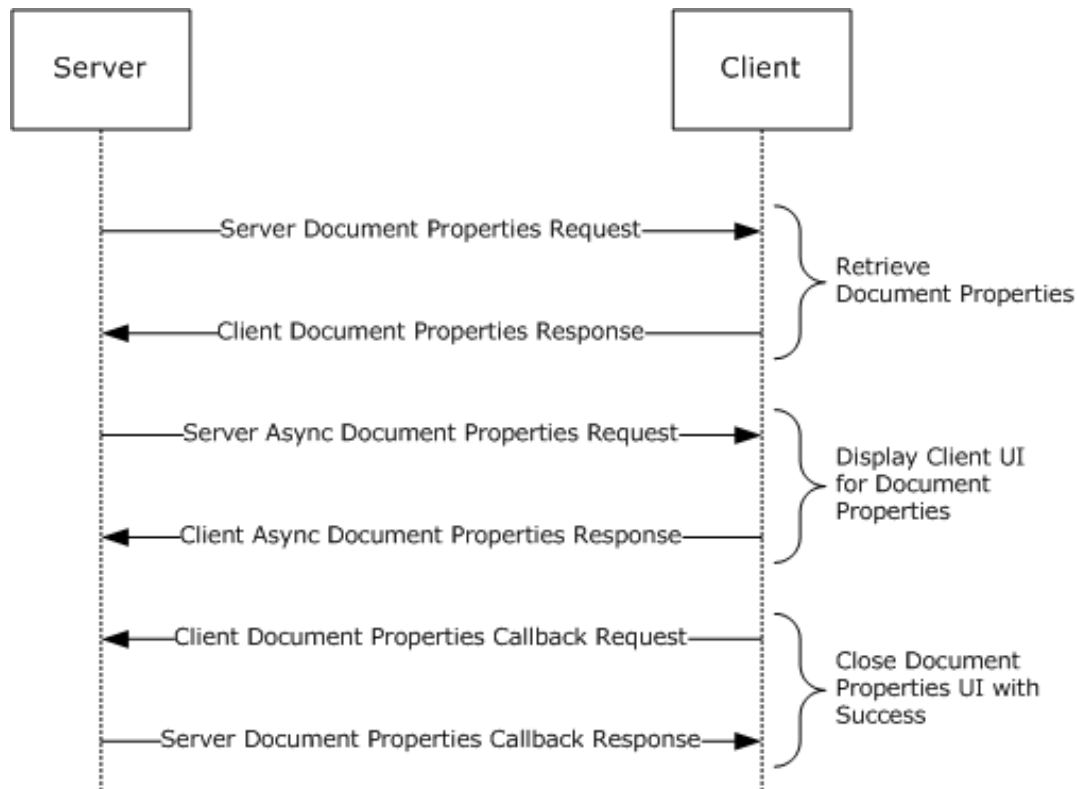 Server
Client
Server Document Properties Request
Retrieve
Document Properties
Client Document Properties Response
Server Async Document Properties Request
Display Client UI
for Document
Properties
Client Async Document Properties Response
Client Document Properties Callback Request
Close Document
Properties UI with
Success
Server Document Properties Callback Response